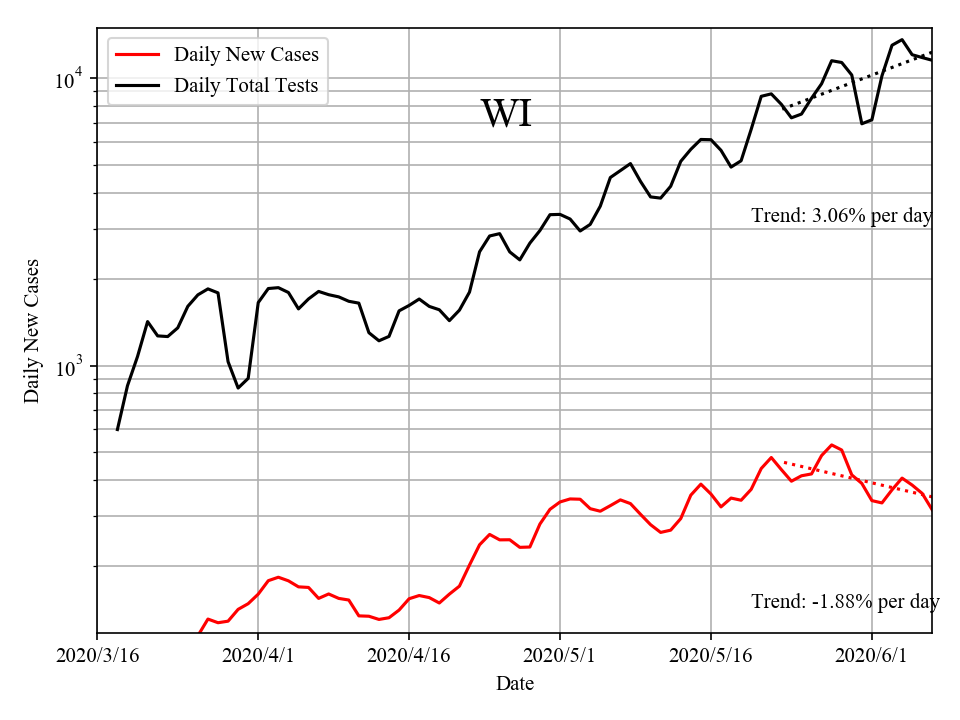 Daily New Cases
Daily Total Tests
WI
10^4
Trend: 3.06% per day
Daily New Cases
10^3
Trend: -1.88% per day
2020/3/16 2020/4/1 2020/4/16 2020/5/1 2020/5/16 2020/6/1
Date